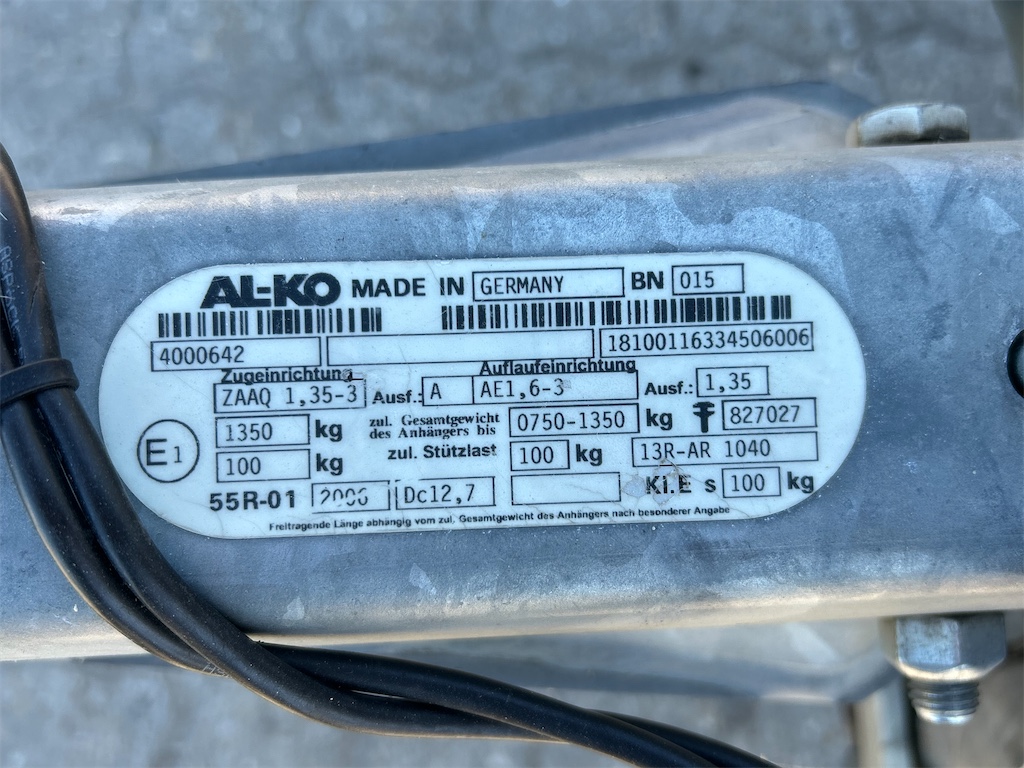 AL-KO MADE IN GERMANY BN 015
4000642 18100116334506006
Zugeinrichtung Auflaufeinrichtung
ZAAQ 1,35-3 Ausf.: A AE1,6-3 Ausf.: 1,35
E1 1350 kg zul. Gesamtgewicht des Anhängers bis 0750-1350 kg 827027
100 kg zul. Stützlast 100 kg 13R-AR 1040
55R-01 Dc12,7 Kl.E s 100 kg
Freitragende Länge abhängig vom zul. Gesamtgewicht des Anhängers nach besonderer Angabe